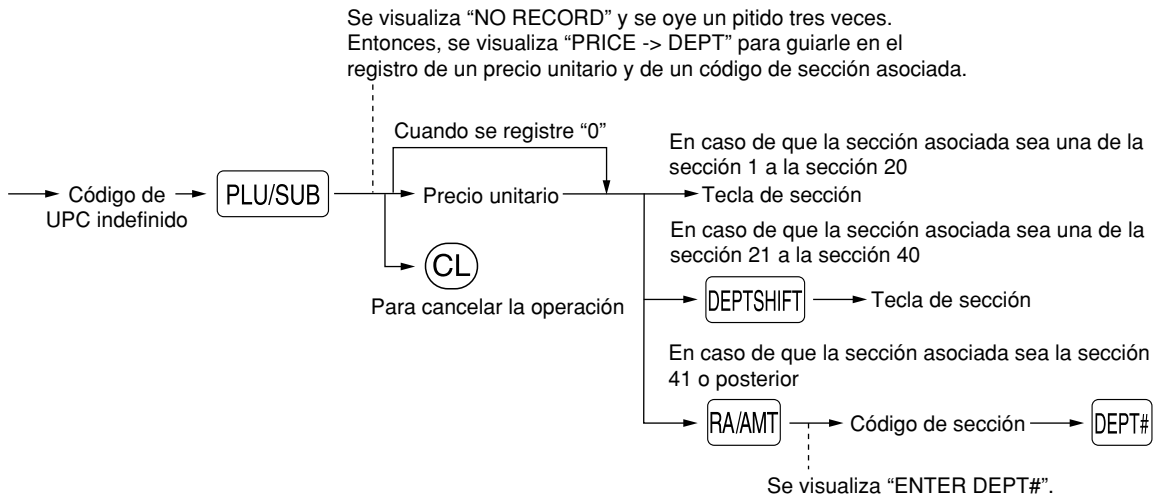 Se visualiza “NO RECORD” y se oye un pitido tres veces.
Entonces, se visualiza “PRICE -> DEPT” para guiarle en el
registro de un precio unitario y de un código de sección asociada.
Cuando se registre “0”
En caso de que la sección asociada sea una de la
sección 1 a la sección 20
Código de
UPC indefinido
PLU/SUB
Precio unitario
Tecla de sección
En caso de que la sección asociada sea una de la
sección 21 a la sección 40
CL
Para cancelar la operación
DEPTSHIFT
Tecla de sección
En caso de que la sección asociada sea la sección
41 o posterior
RA/AMT
Código de sección
DEPT#
Se visualiza “ENTER DEPT#”.